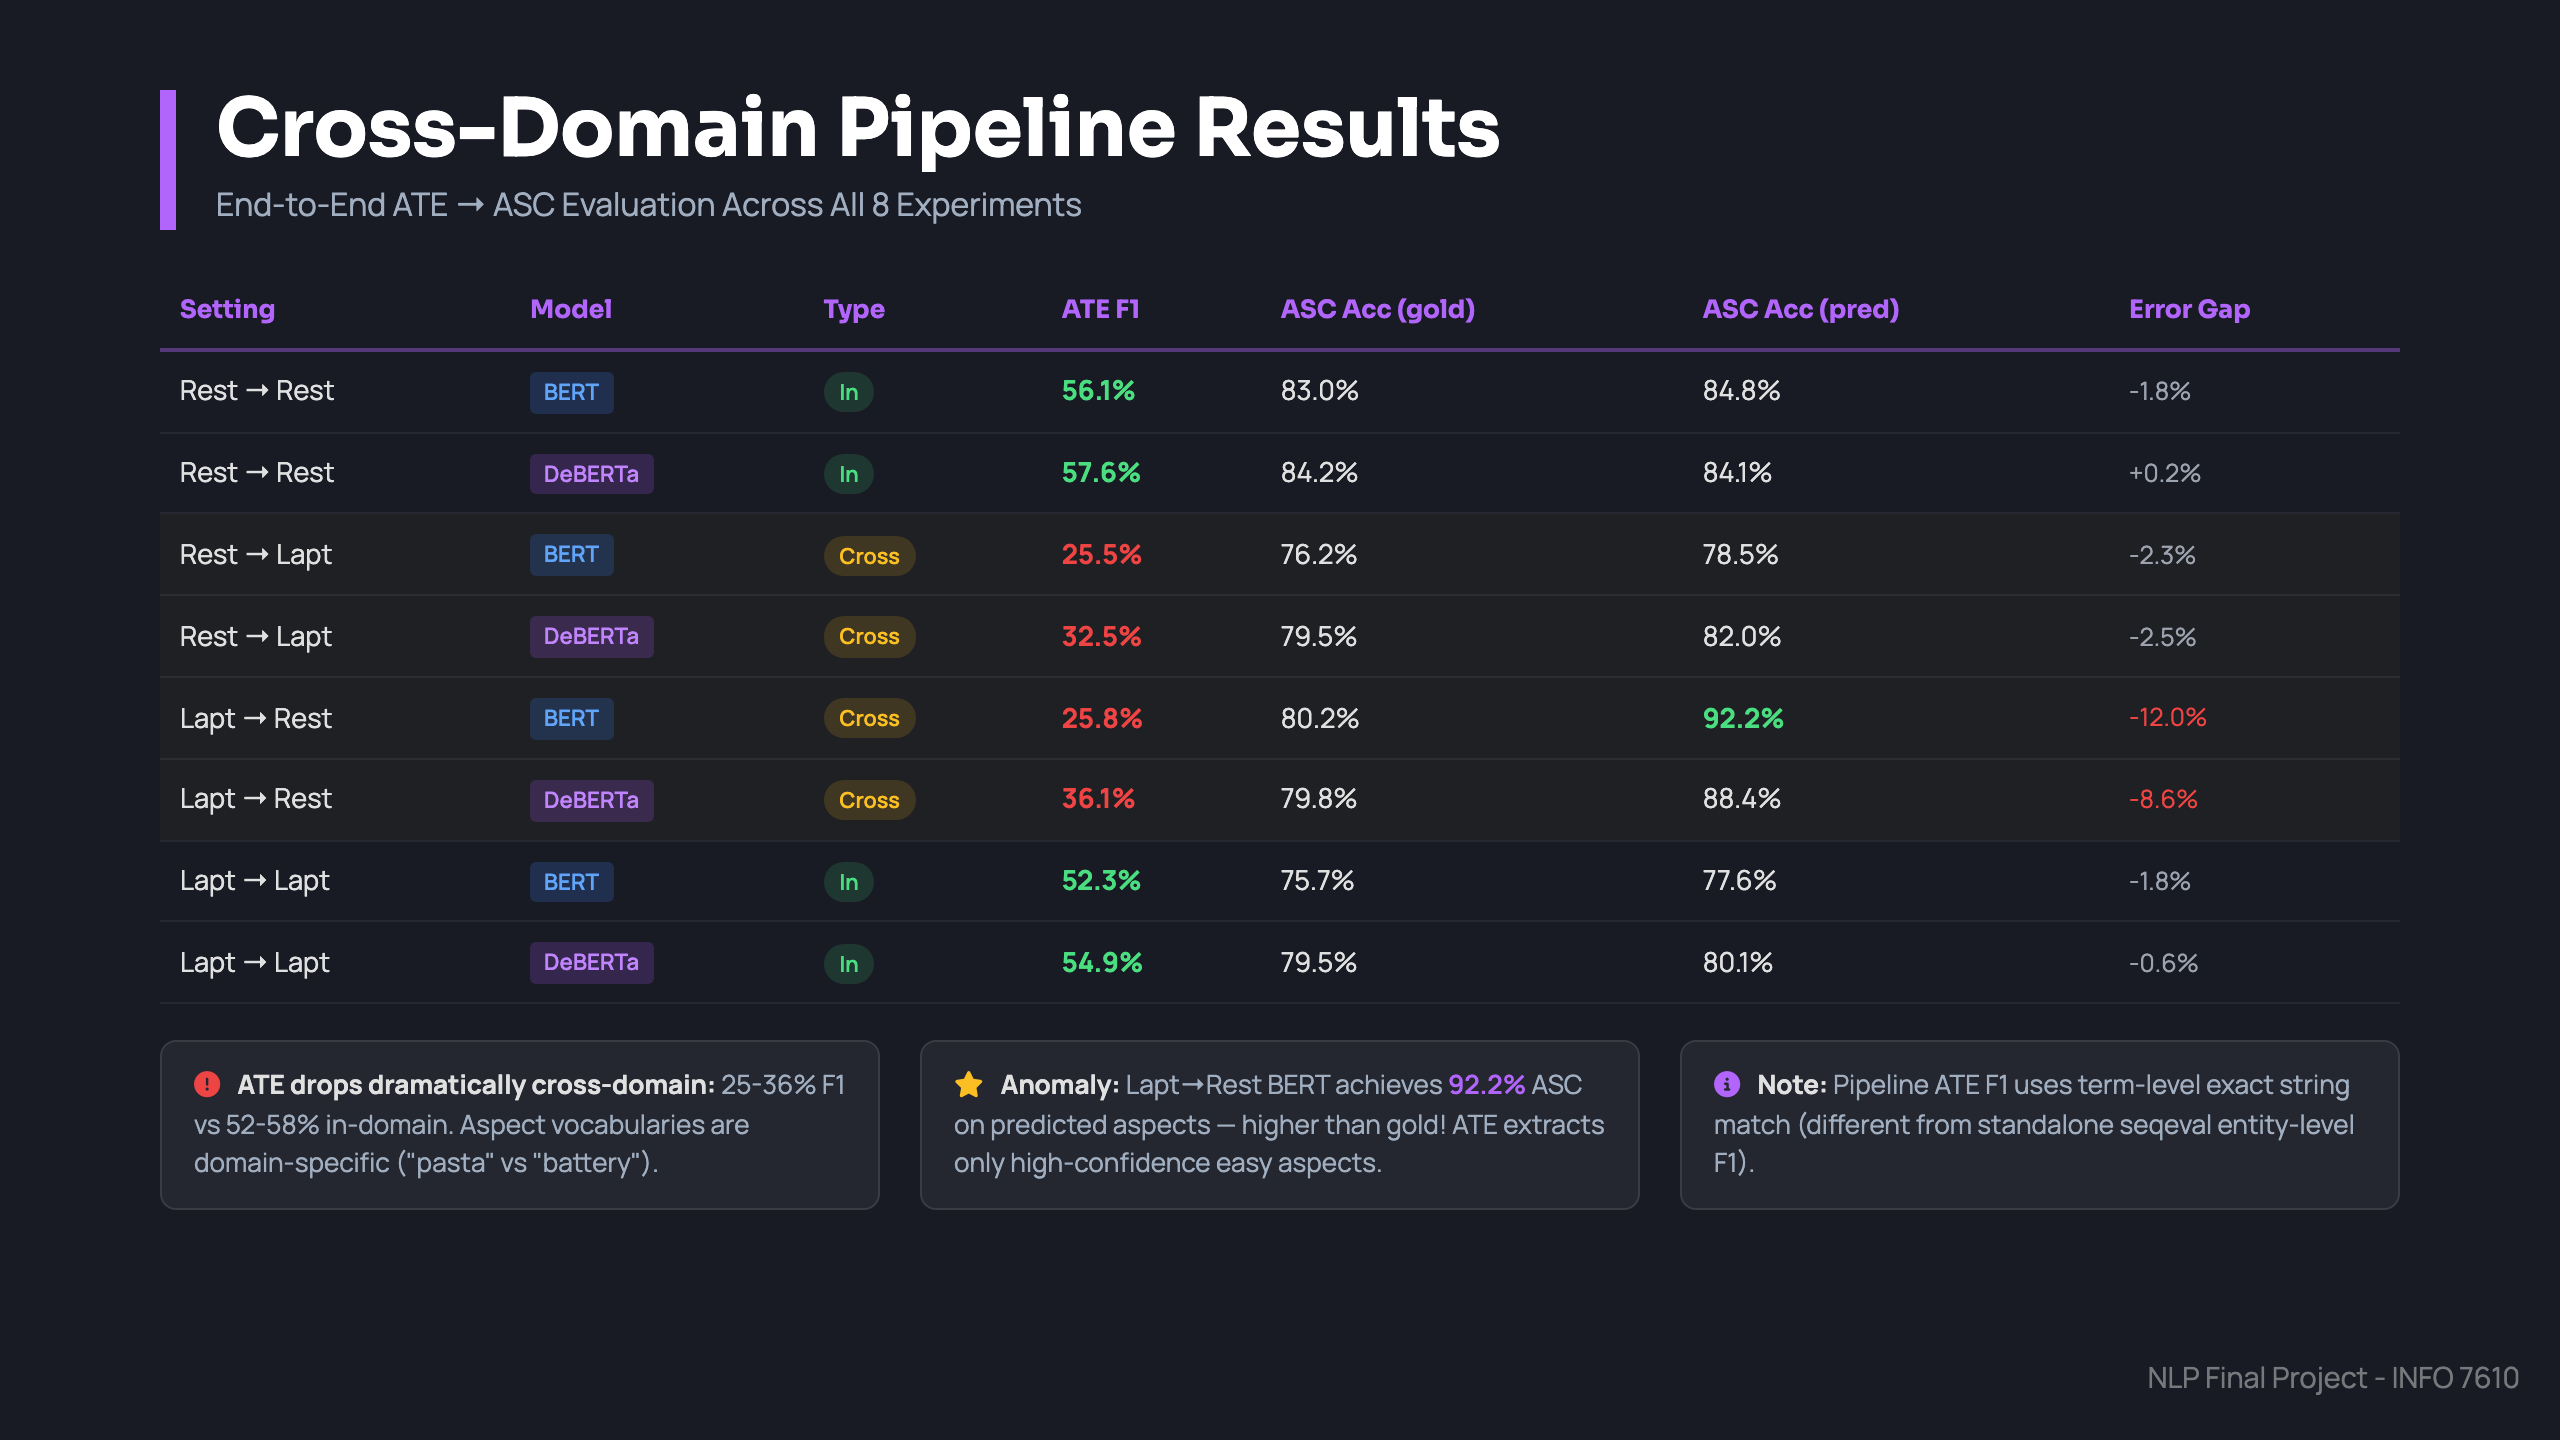 Cross-Domain Pipeline Results
End-to-End ATE → ASC Evaluation Across All 8 Experiments
Setting Model Type ATE F1 ASC Acc (gold) ASC Acc (pred) Error Gap
Rest → Rest BERT In 56.1% 83.0% 84.8% -1.8%
Rest → Rest DeBERTa In 57.6% 84.2% 84.1% +0.2%
Rest → Lapt BERT Cross 25.5% 76.2% 78.5% -2.3%
Rest → Lapt DeBERTa Cross 32.5% 79.5% 82.0% -2.5%
Lapt → Rest BERT Cross 25.8% 80.2% 92.2% -12.0%
Lapt → Rest DeBERTa Cross 36.1% 79.8% 88.4% -8.6%
Lapt → Lapt BERT In 52.3% 75.7% 77.6% -1.8%
Lapt → Lapt DeBERTa In 54.9% 79.5% 80.1% -0.6%
ATE drops dramatically cross-domain: 25-36% F1
vs 52-58% in-domain. Aspect vocabularies are
domain-specific ("pasta" vs "battery").
Anomaly: Lapt→Rest BERT achieves 92.2% ASC
on predicted aspects — higher than gold! ATE extracts
only high-confidence easy aspects.
Note: Pipeline ATE F1 uses term-level exact string
match (different from standalone seqeval entity-level
F1).
NLP Final Project - INFO 7610